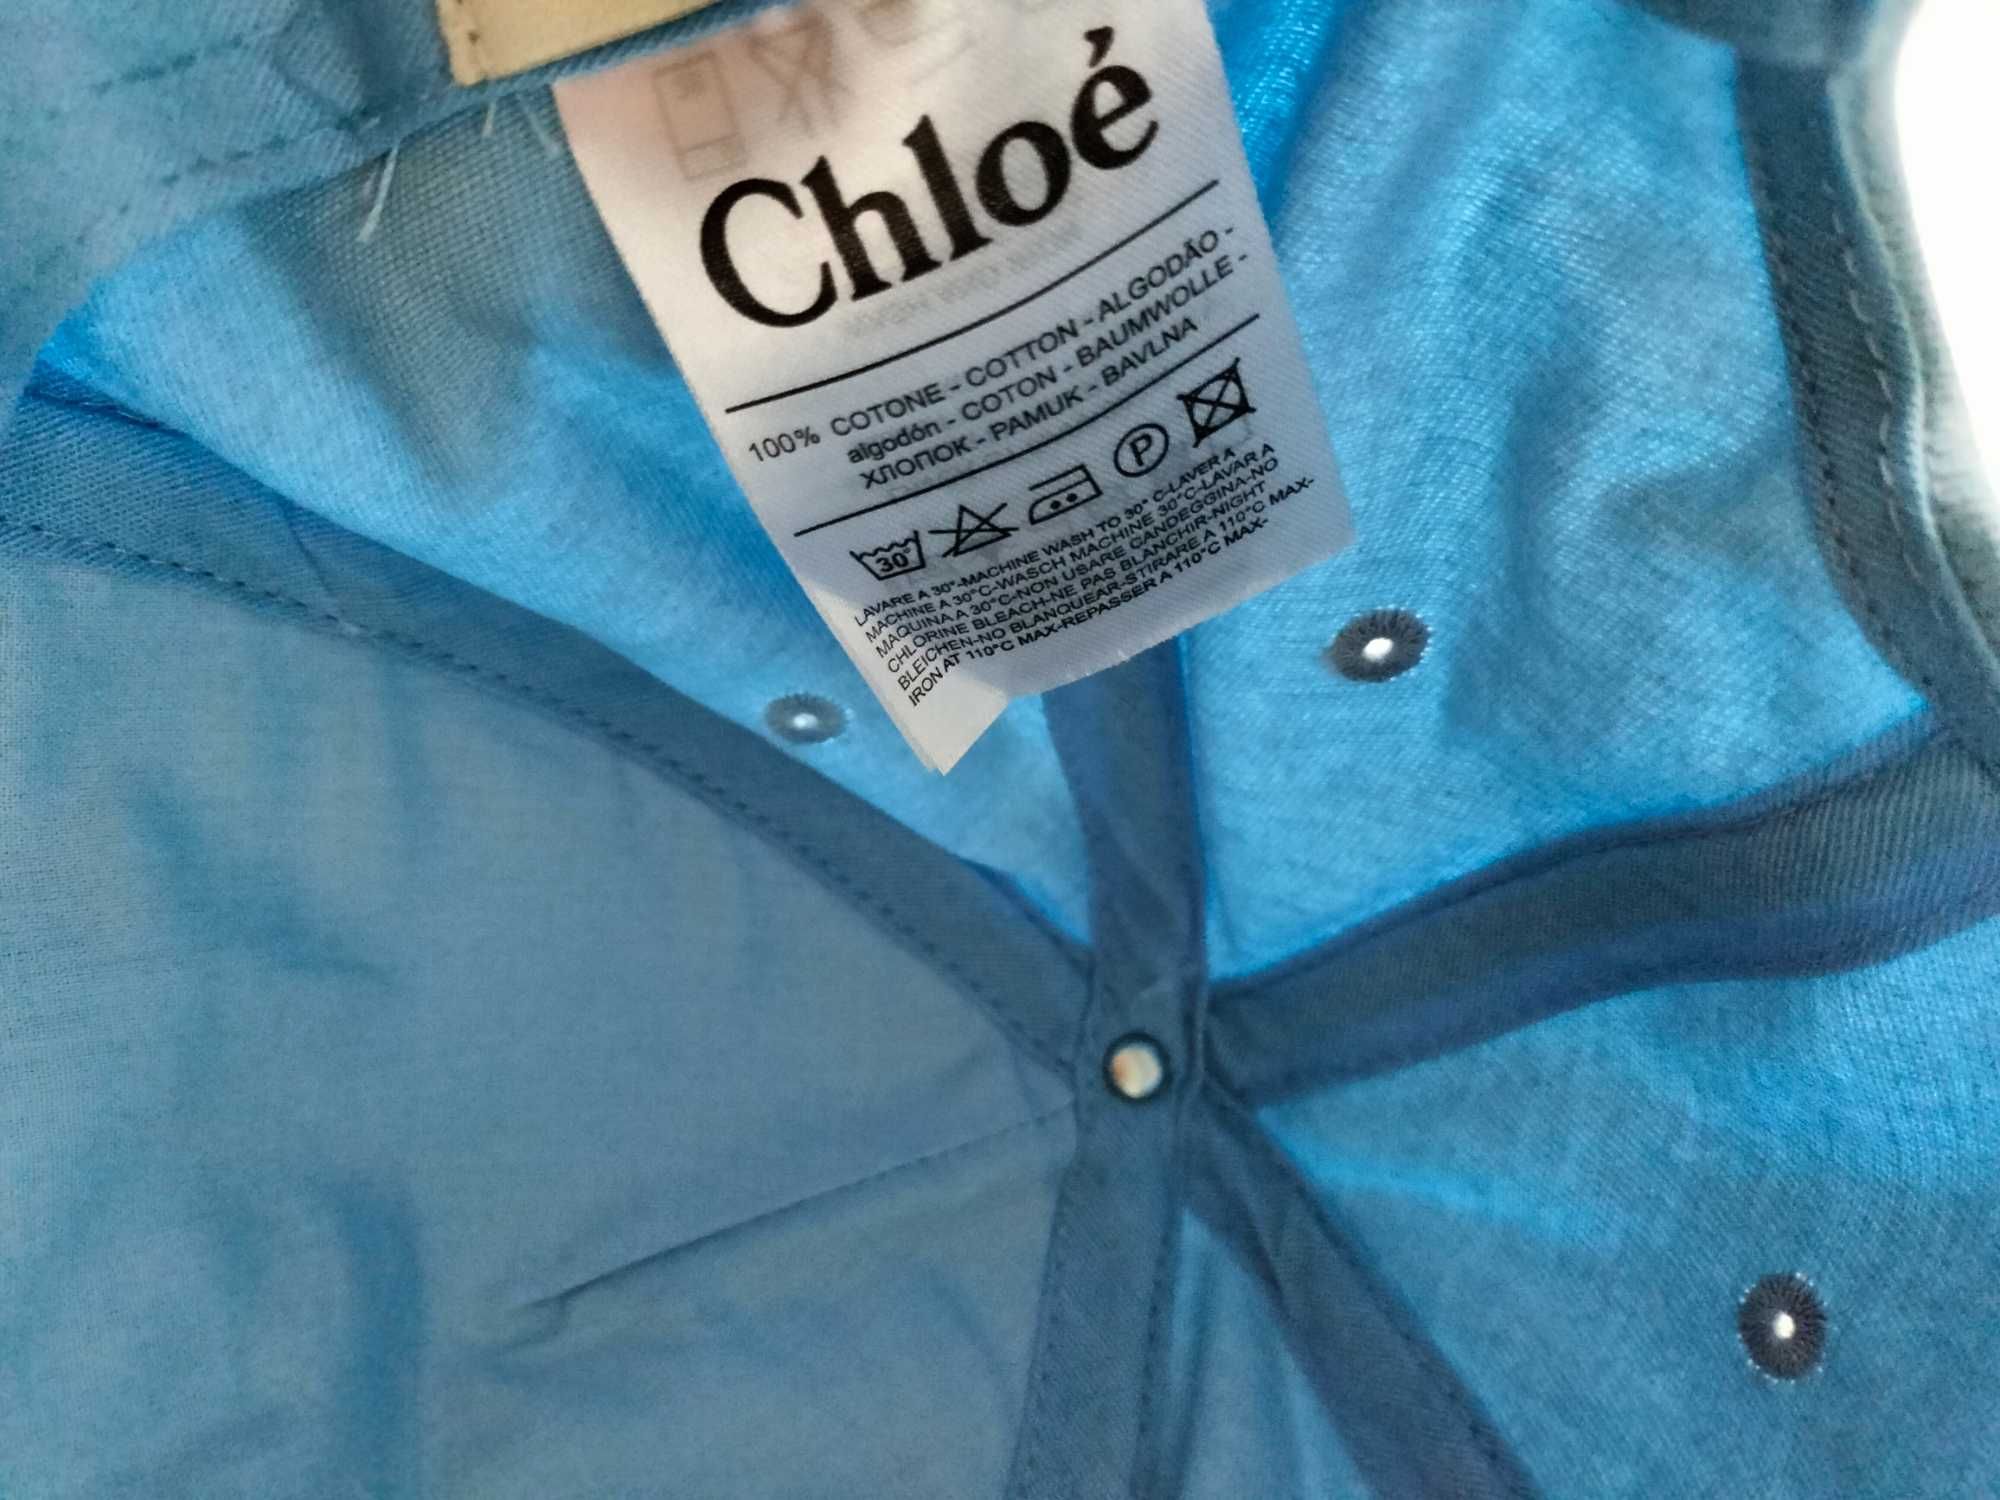 Chloé
100% COTONE - COTTON - ALGODÃO -
algodón - COTON - BAUMWOLLE -
ХЛОПОК - PAMUK - BAVLNA
30° P
LAVARE A 30°-MACHINE WASH TO 30° C-LAVER A
MACHINE A 30°C-WASCH MACHINE 30°C-LAVAR A
MAQUINA A 30°C-NON USARE CANDEGGINA-NO
CHLORINE BLEACH-NE PAS BLANCHIR-NIGHT
BLEICHEN-NO BLANQUEAR-STIRARE A 110°C MAX-
IRON AT 110°C MAX-REPASSER A 110°C MAX-